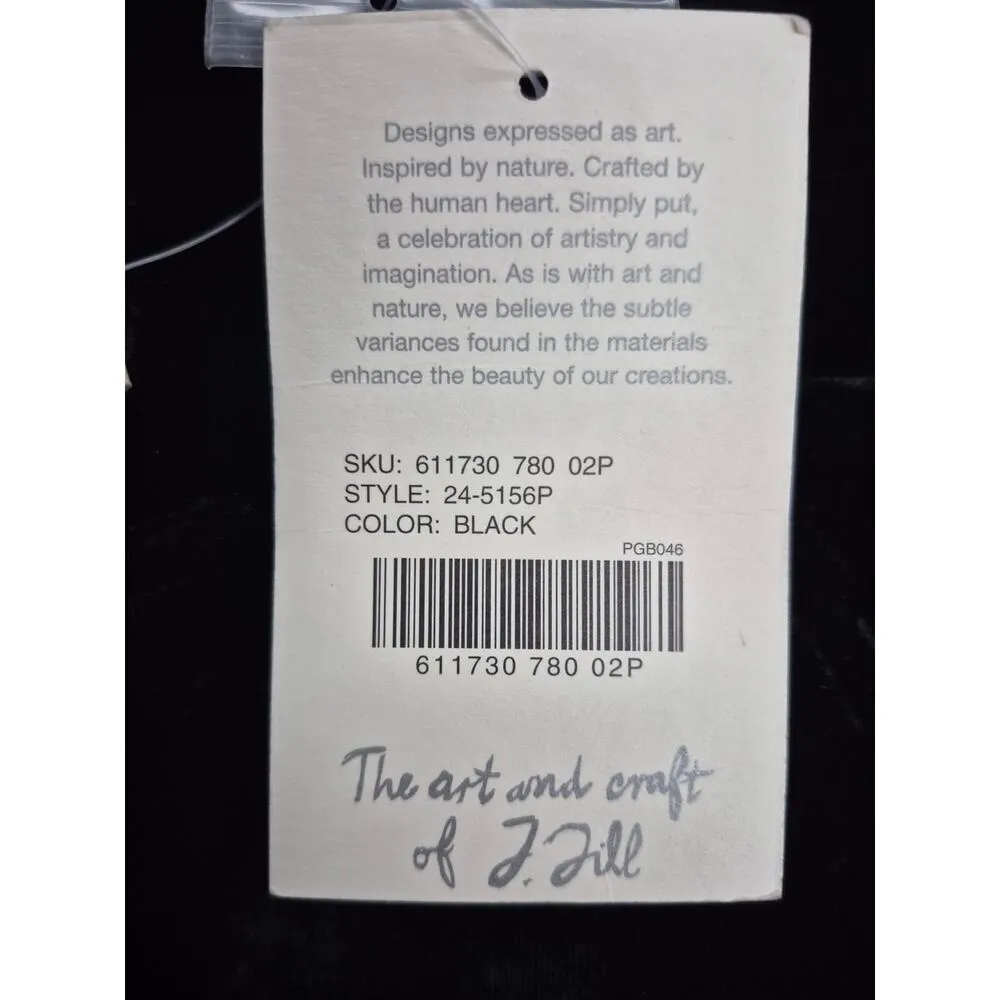 Designs expressed as art.
Inspired by nature. Crafted by
the human heart. Simply put,
a celebration of artistry and
imagination. As is with art and
nature, we believe the subtle
variances found in the materials
enhance the beauty of our creations.
SKU: 611730 780 02P
STYLE: 24-5156P
COLOR: BLACK
PGB046
611730 780 02P
The art and craft
of J. Jill